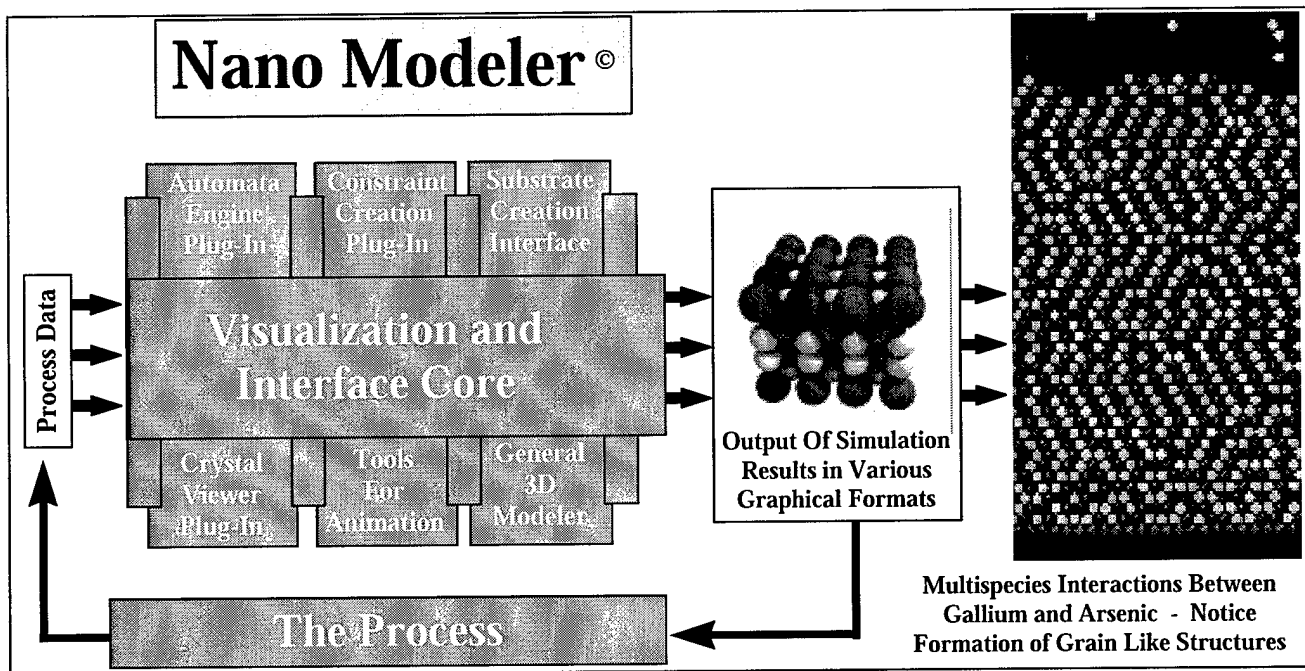 Nano Modeler ©
Automata
Engine
Plug-In
Constraint
Creation
Plug-In
Substrate
Creation
Interface
Process Data
Visualization and
Interface Core
Crystal
Viewer
Plug-In
Tools
For
Animation
General
3D
Modeler
Output Of Simulation
Results in Various
Graphical Formats
The Process
Multispecies Interactions Between
Gallium and Arsenic - Notice
Formation of Grain Like Structures